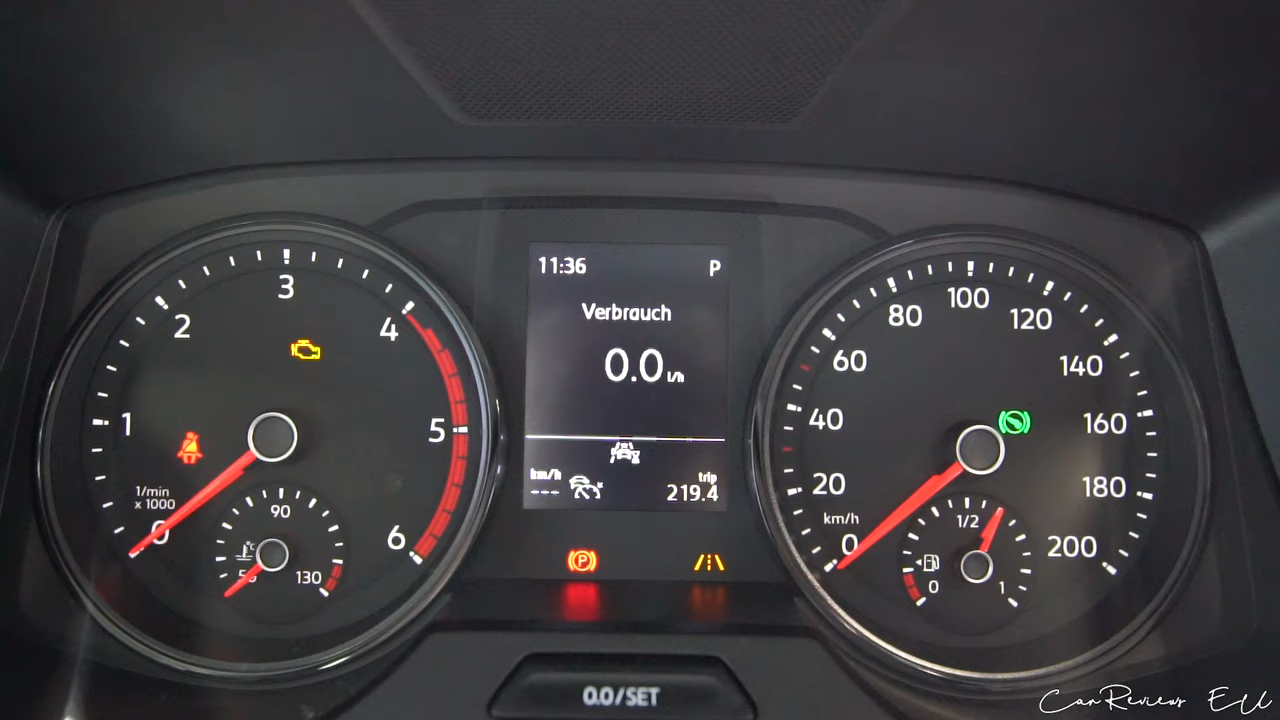 3
2
4
1
5
1/min
x 1000
0
6
90
50
130
11:36 P
Verbrauch
0.0 l/h
km/h
---
trip
219.4
P
100
80
120
60
140
40
160
20
180
km/h
0
200
1/2
0
1
0.0/SET
CarReviews EU